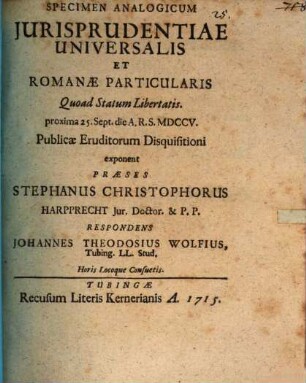 SPECIMEN ANALOGICUM
25.
JURISPRUDENTIAE
UNIVERSALIS
ET
ROMANÆ PARTICULARIS
Quoad Statum Libertatis.
proxima 25. Sept. die A. R. S. MDCCV.
Publicæ Eruditorum Disquisitioni
exponent
PRÆSES
STEPHANUS CHRISTOPHORUS
HARPPRECHT Jur. Doctor. & P. P.
RESPONDENS
JOHANNES THEODOSIUS WOLFIUS,
Tubing. LL. Stud,
Horis Locoque Consuetis.
TUBINGÆ
Recusum Literis Kernerianis A. 1715.